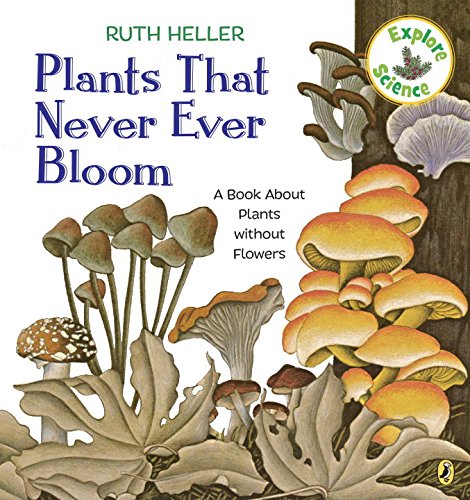 RUTH HELLER
Plants That
Never Ever
Bloom
A Book About
Plants
without
Flowers
Explore
Science